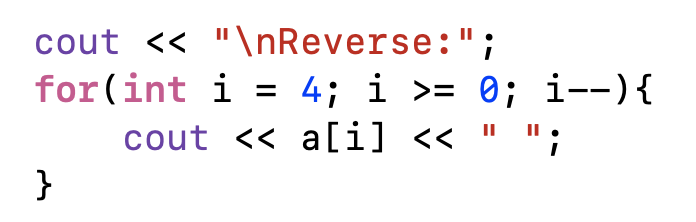 cout << "\nReverse:";
for(int i = 4; i >= 0; i--){
    cout << a[i] << " ";
}